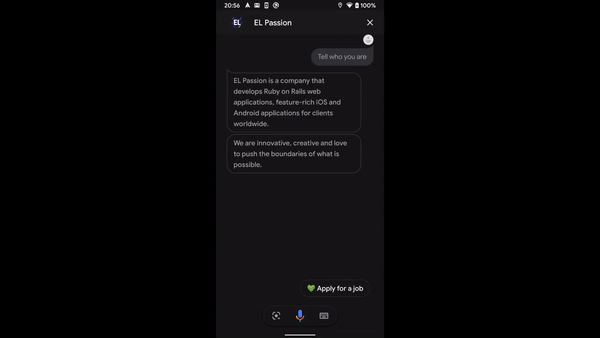 20:56 100%
EL EL Passion
Tell who you are
EL Passion is a company that
develops Ruby on Rails web
applications, feature-rich iOS and
Android applications for clients
worldwide.
We are innovative, creative and love
to push the boundaries of what is
possible.
💚 Apply for a job